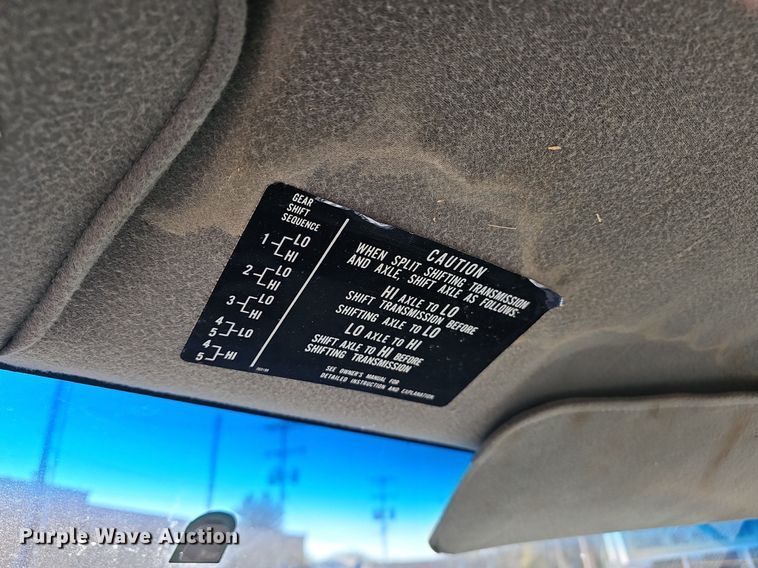 GEAR
SHIFT
SEQUENCE
1 LO
HI
2 LO
HI
3 LO
HI
4
5 LO
4
5 HI
CAUTION
WHEN SPLIT SHIFTING TRANSMISSION
AND AXLE, SHIFT AXLE AS FOLLOWS:
HI AXLE TO LO
SHIFT TRANSMISSION BEFORE
SHIFTING AXLE TO LO
LO AXLE TO HI
SHIFT AXLE TO HI BEFORE
SHIFTING TRANSMISSION
SEE OWNER'S MANUAL FOR
DETAILED INSTRUCTION AND EXPLANATION
Purple Wave Auction